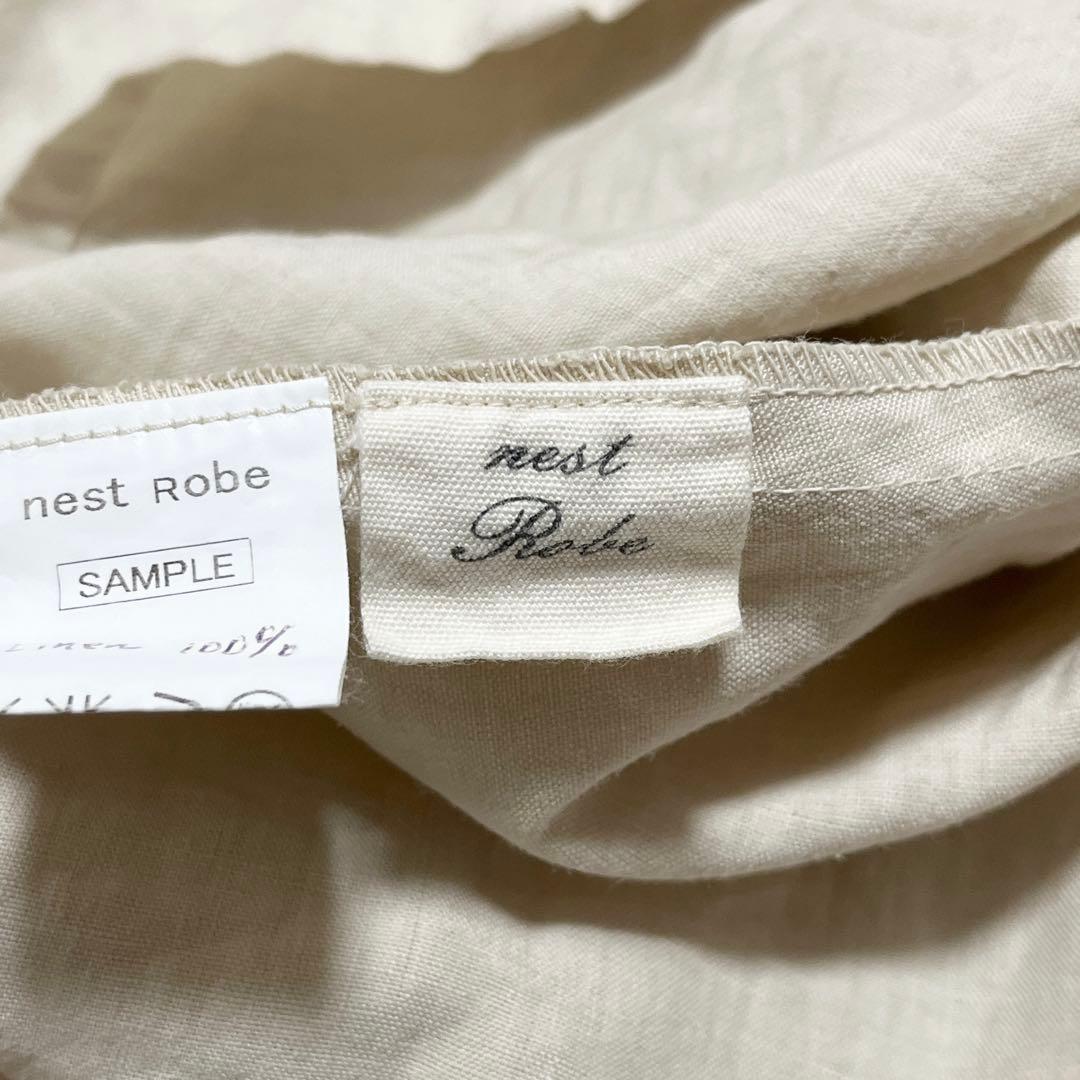 nest Robe
SAMPLE
Linen 100%
nest
Robe